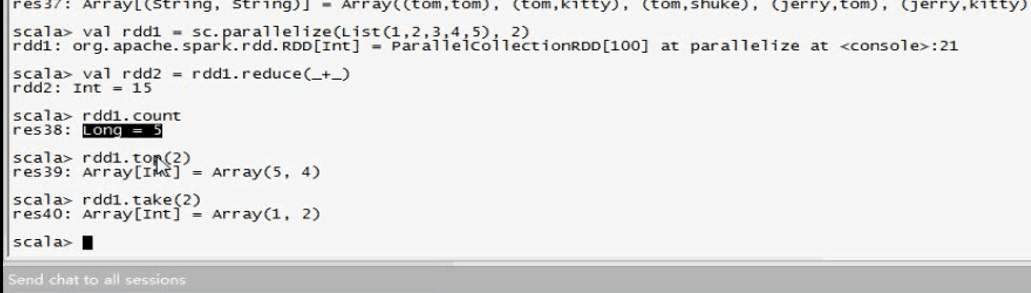 res37: Array[(String, String)] = Array((tom,tom), (tom,kitty), (tom,shuke), (jerry,tom), (jerry,kitty)
scala> val rdd1 = sc.parallelize(List(1,2,3,4,5), 2)
rdd1: org.apache.spark.rdd.RDD[Int] = ParallelCollectionRDD[100] at parallelize at <console>:21
scala> val rdd2 = rdd1.reduce(_+_)
rdd2: Int = 15
scala> rdd1.count
res38: Long = 5
scala> rdd1.top(2)
res39: Array[Int] = Array(5, 4)
scala> rdd1.take(2)
res40: Array[Int] = Array(1, 2)
scala>
Send chat to all sessions